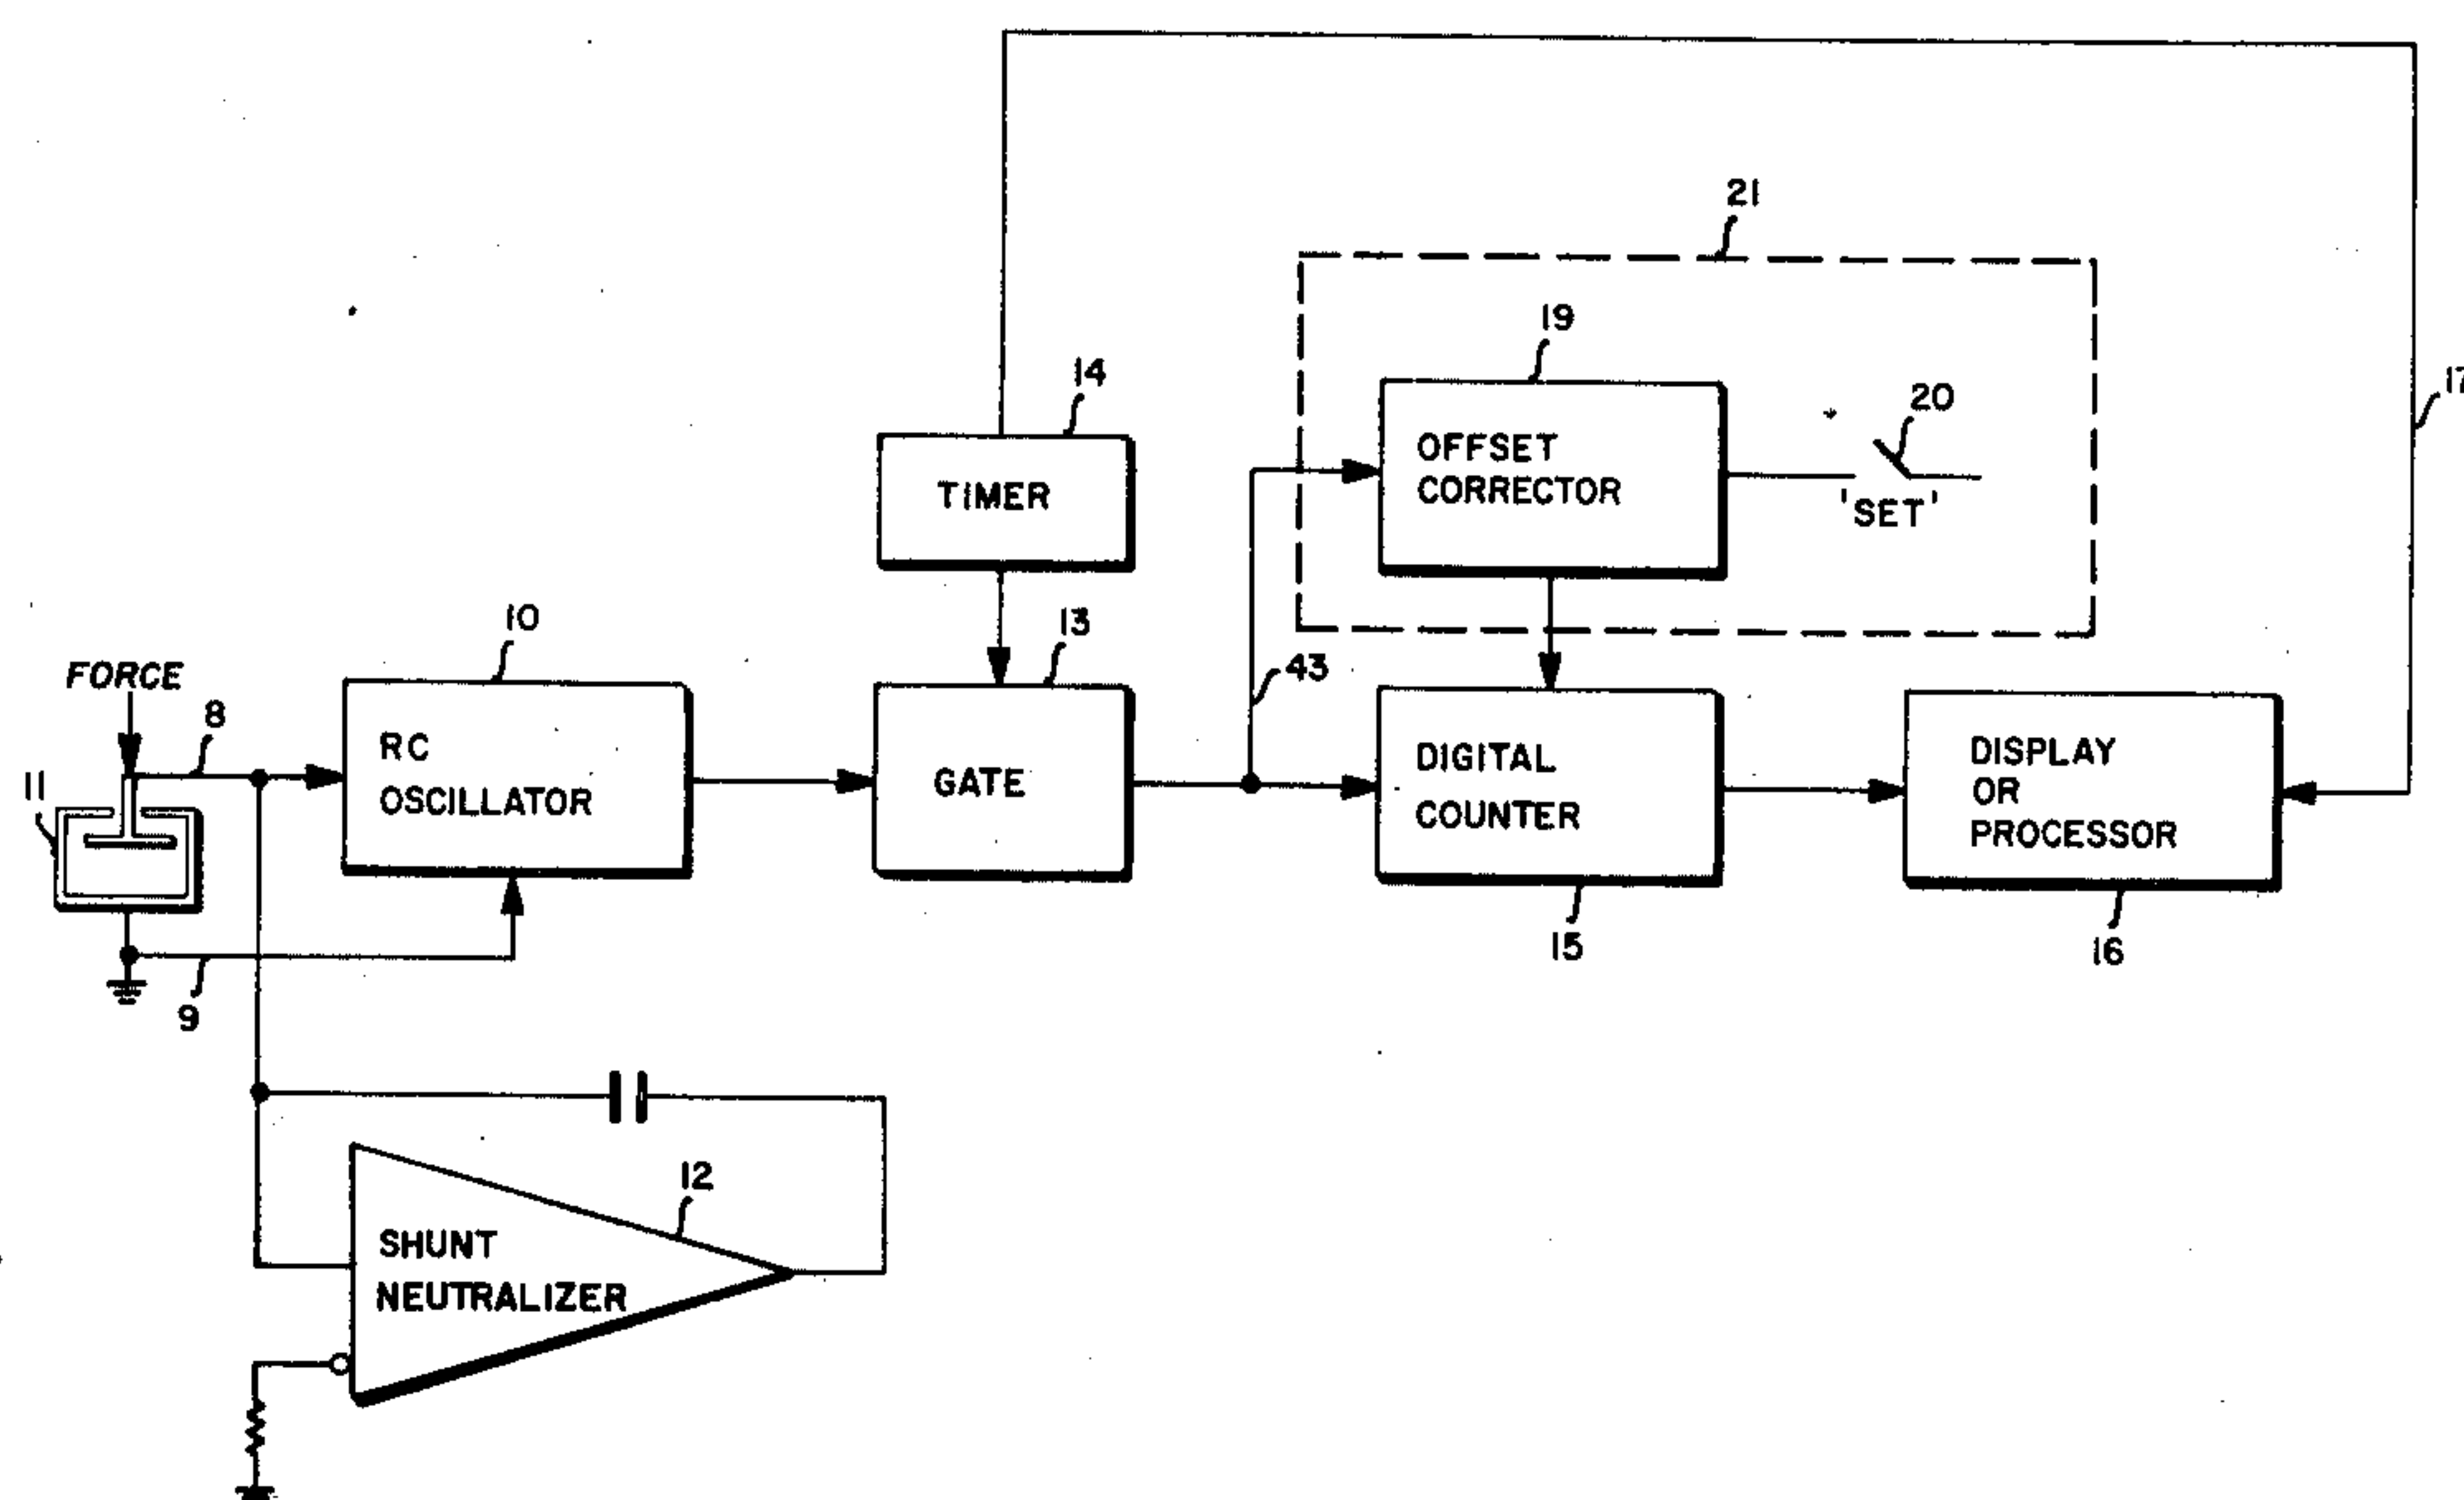 21
19
14
20
17
OFFSET
CORRECTOR
TIMER
'SET'
10
13
FORCE
43
8
RC
OSCILLATOR
11
GATE
DIGITAL
COUNTER
DISPLAY
OR
PROCESSOR
15
16
9
12
SHUNT
NEUTRALIZER